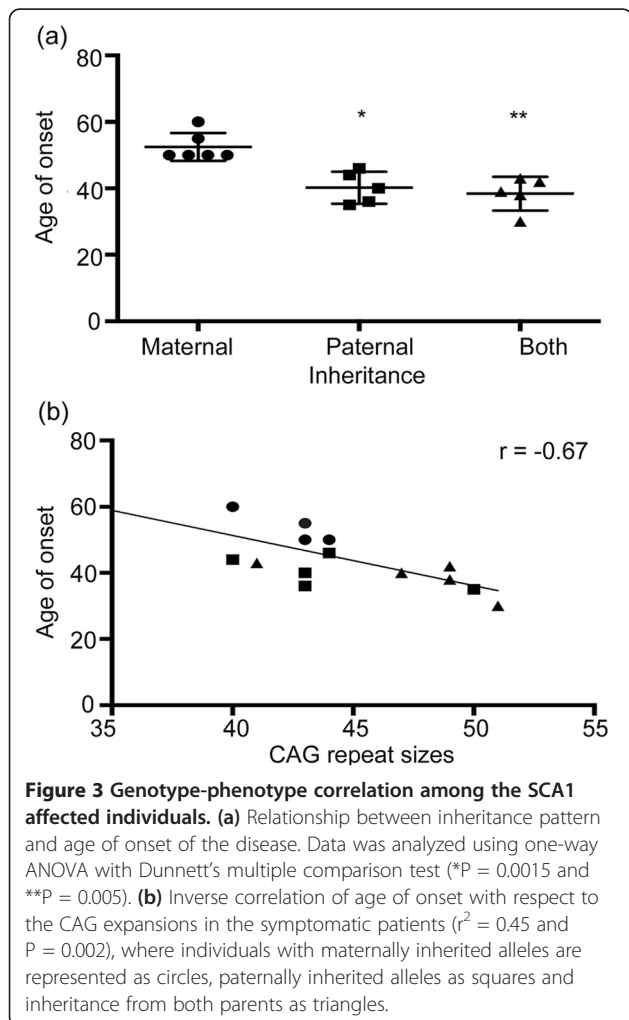 (a)
80
60
40
20
0
Age of onset
*
**
Maternal
Paternal
Both
Inheritance
(b)
r = -0.67
80
60
40
20
0
Age of onset
35
40
45
50
55
CAG repeat sizes
Figure 3 Genotype-phenotype correlation among the SCA1
affected individuals. (a) Relationship between inheritance pattern
and age of onset of the disease. Data was analyzed using one-way
ANOVA with Dunnett's multiple comparison test (*P = 0.0015 and
**P = 0.005). (b) Inverse correlation of age of onset with respect to
the CAG expansions in the symptomatic patients (r² = 0.45 and
P = 0.002), where individuals with maternally inherited alleles are
represented as circles, paternally inherited alleles as squares and
inheritance from both parents as triangles.